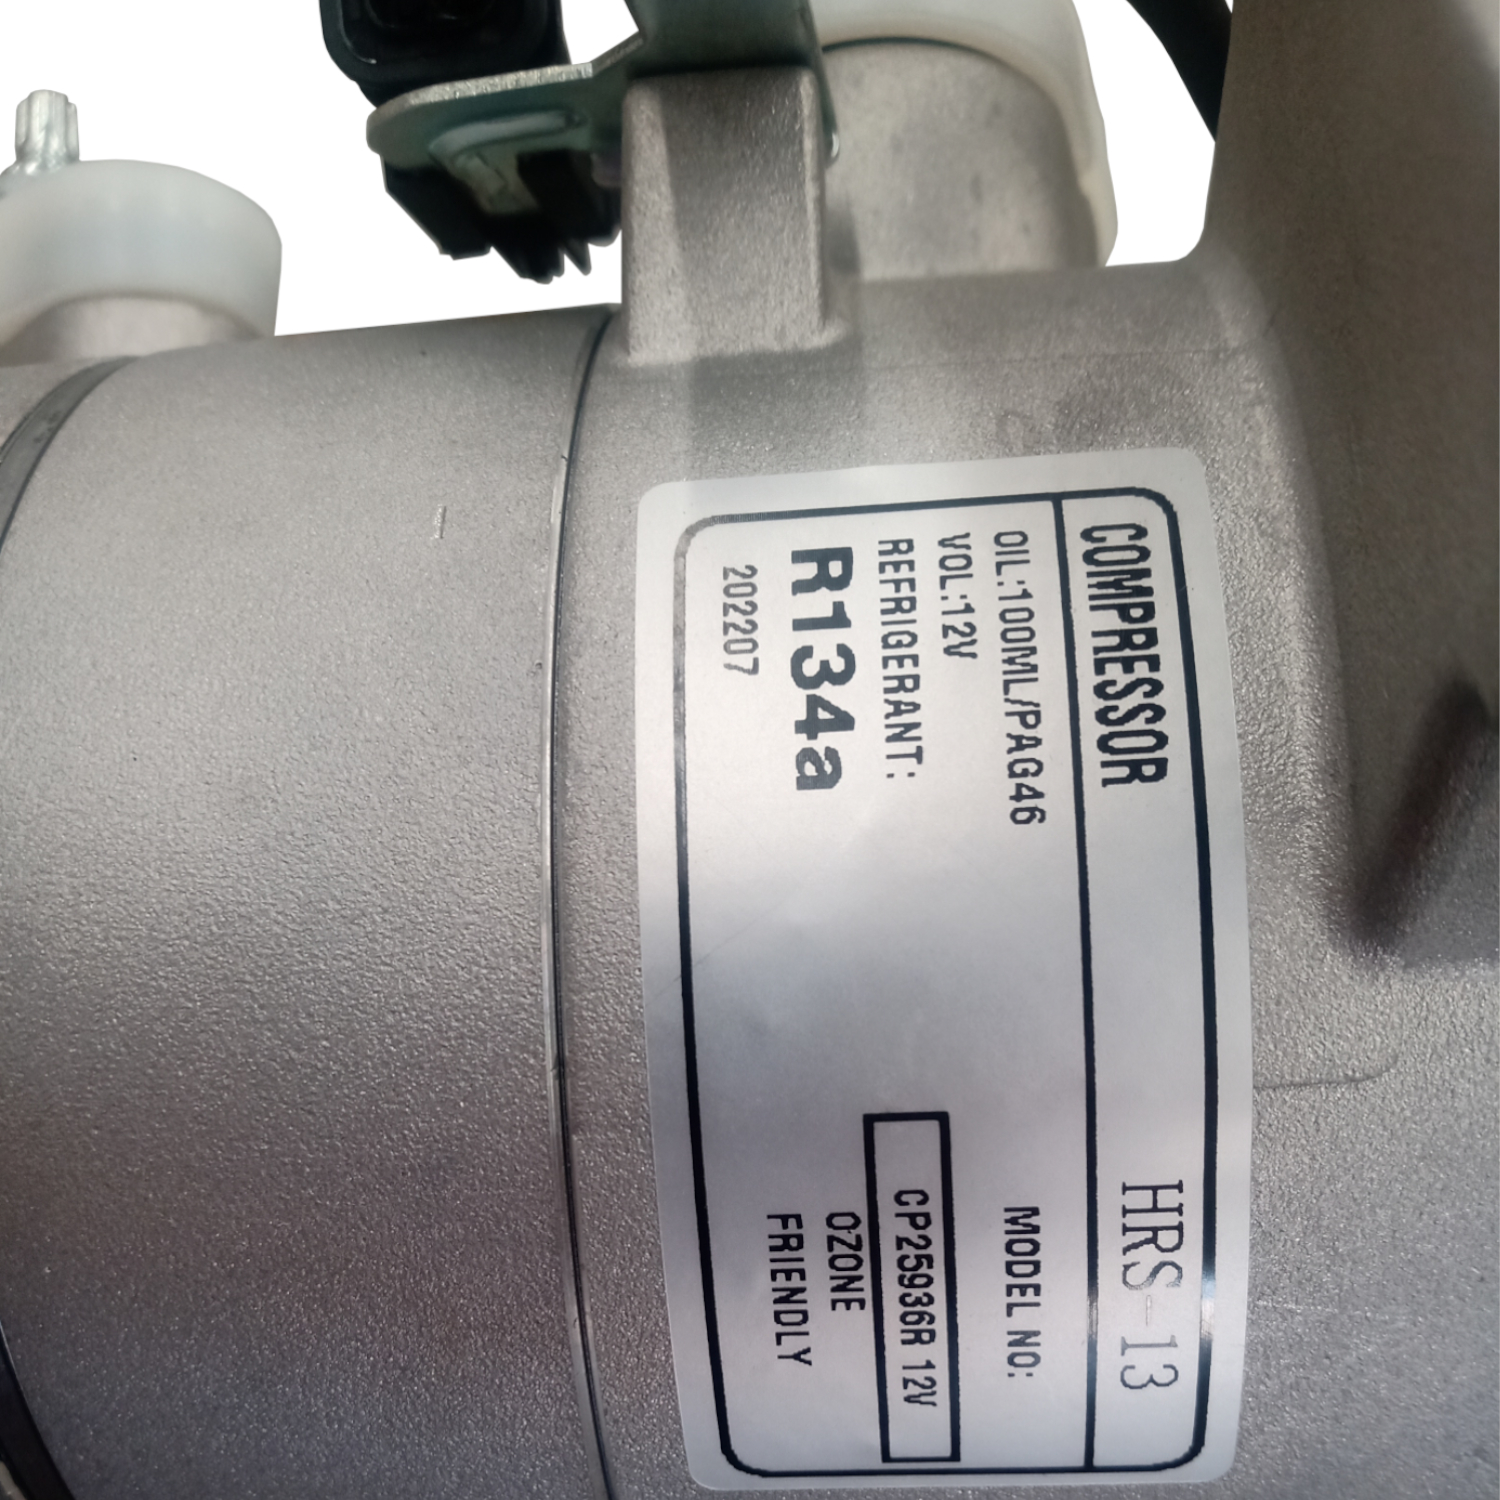 COMPRESSOR HRS-13
OIL:100ML/PAG46
VOL:12V
REFRIGERANT:
R134a
202207
MODEL NO:
CP25936R 12V
OZONE
FRIENDLY